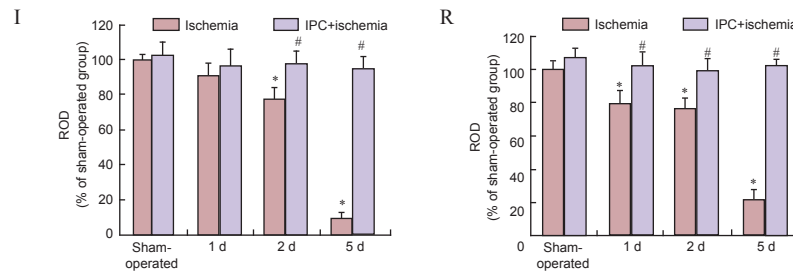 I
Ischemia
IPC+ischemia
ROD
(% of sham-operated group)
120
100
80
60
40
20
0
#
#
*
*
Sham-
operated
1 d
2 d
5 d
R
Ischemia
IPC+ischemia
ROD
(% of sham-operated group)
120
100
80
60
40
20
0
#
#
#
*
*
*
Sham-
operated
1 d
2 d
5 d